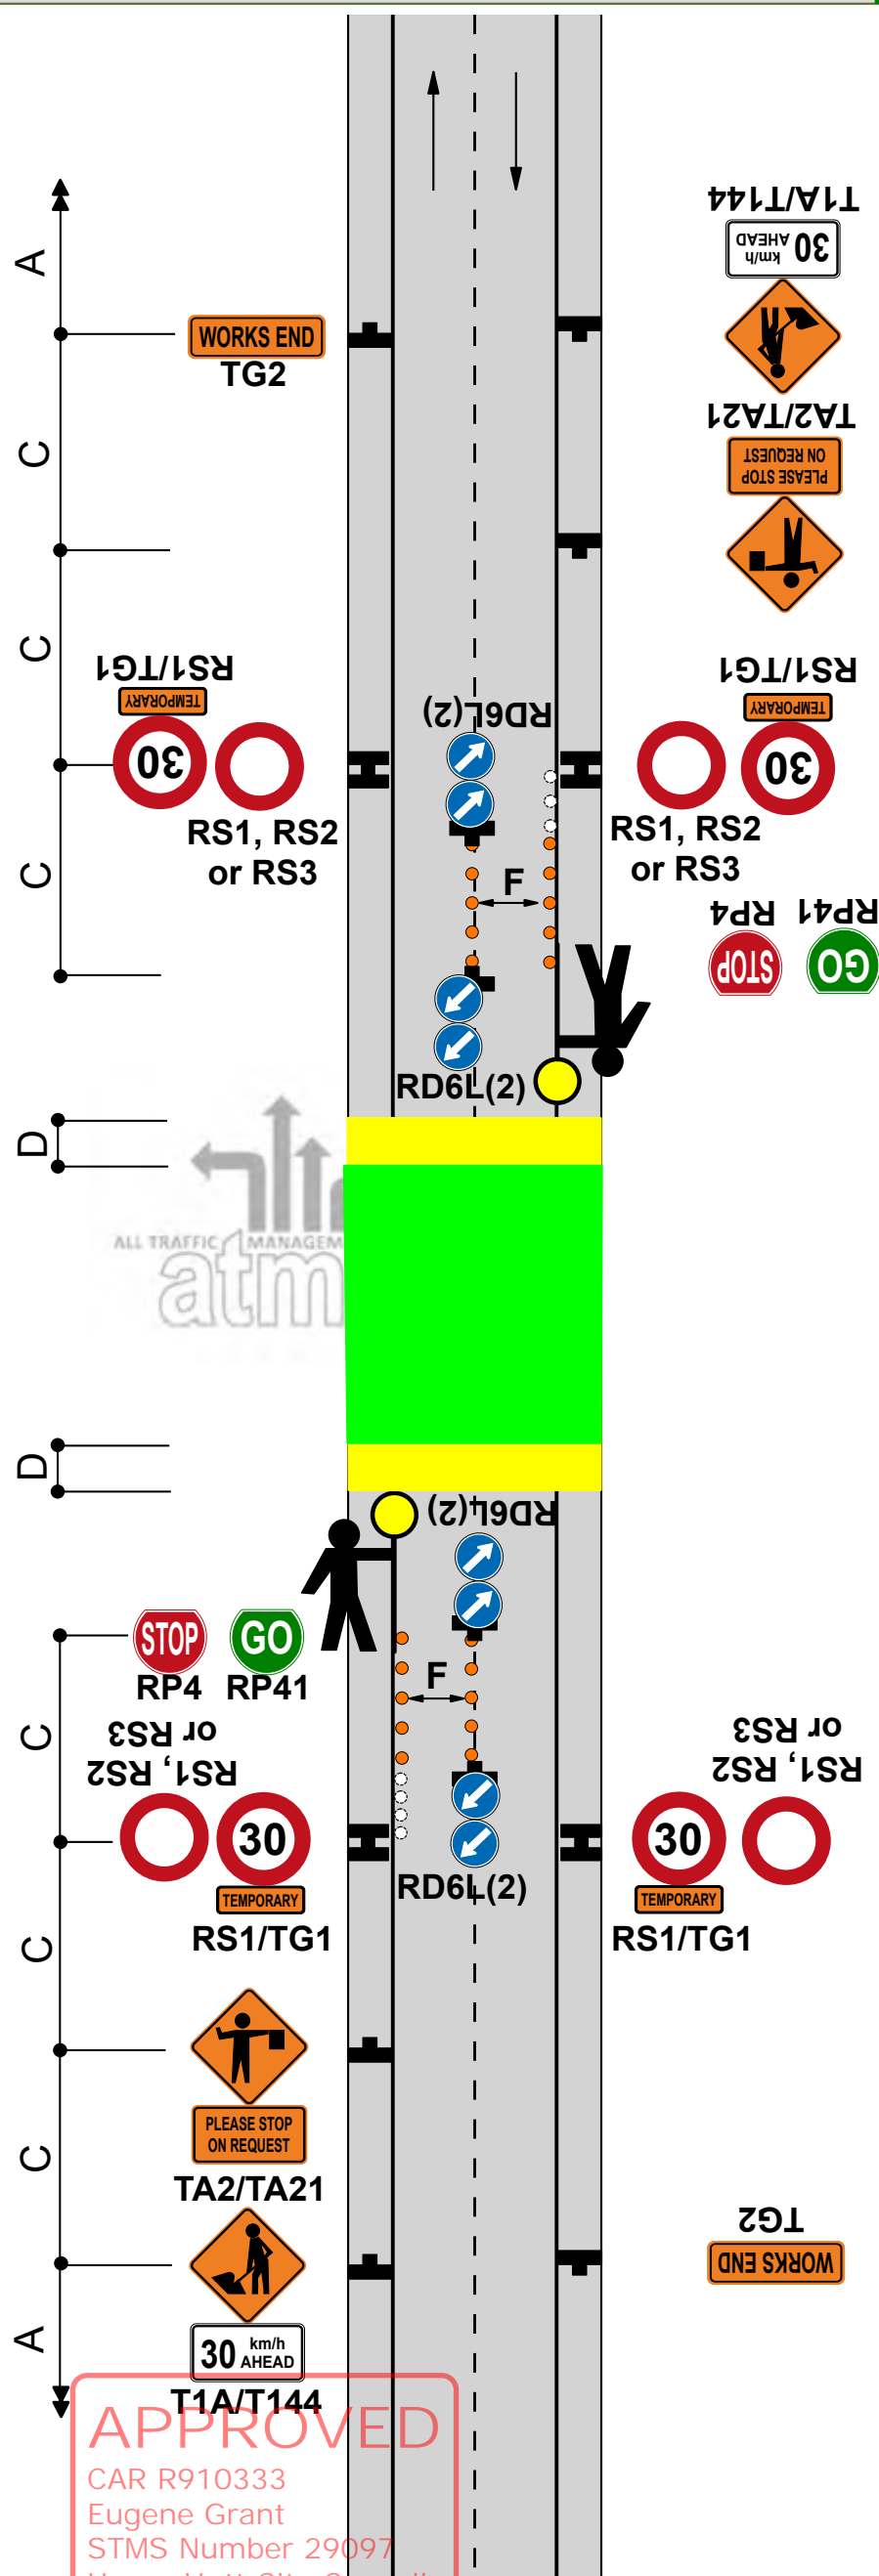 T1A/T144
30 km/h
AHEAD
A
WORKS END
TG2
TA2/TA21
PLEASE STOP
ON REQUEST
C
C
RS1/TG1
TEMPORARY
30
RS1, RS2
or RS3
RD6L(2)
RS1/TG1
TEMPORARY
30
RS1, RS2
or RS3
C
F
RP4
RP41
STOP
GO
RD6L(2)
D
ALL TRAFFIC MANAGEM
atm
D
RD6L(2)
STOP
GO
RP4
RP41
F
C
RS1, RS2
or RS3
30
TEMPORARY
RS1/TG1
RD6L(2)
RS1, RS2
or RS3
30
TEMPORARY
RS1/TG1
C
PLEASE STOP
ON REQUEST
TA2/TA21
C
TG2
WORKS END
30 km/h
AHEAD
T1A/T144
A
APPROVED
CAR R910333
Eugene Grant
STMS Number 29097